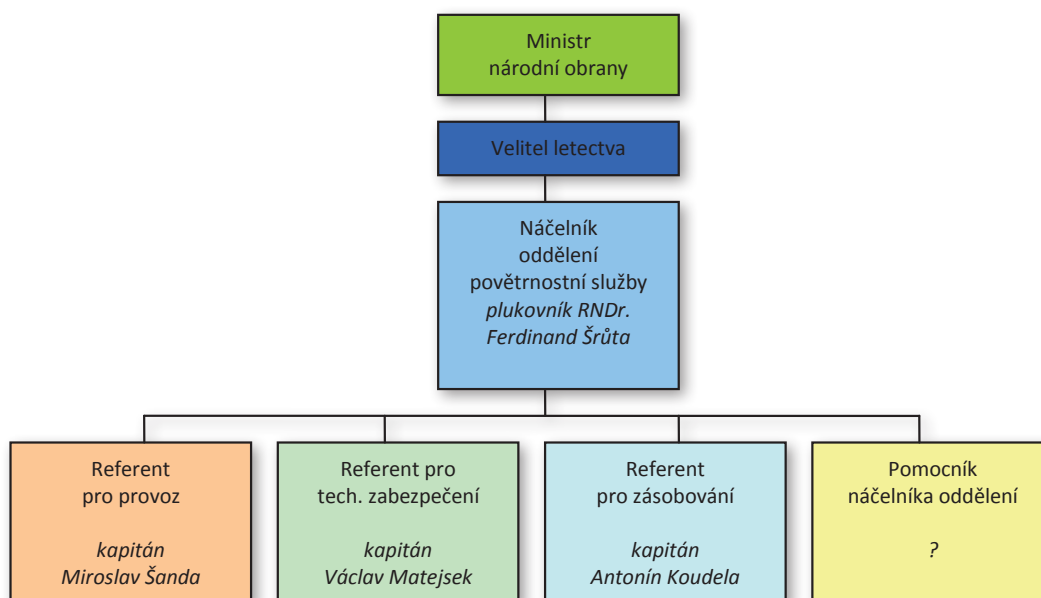 Ministr
národní obrany
Velitel letectva
Náčelník
oddělení
povětrnostní služby
plukovník RNDr.
Ferdinand Šrůta
Referent
pro provoz
kapitán
Miroslav Šanda
Referent pro
tech. zabezpečení
kapitán
Václav Matejsek
Referent
pro zásobování
kapitán
Antonín Koudela
Pomocník
náčelníka oddělení
?